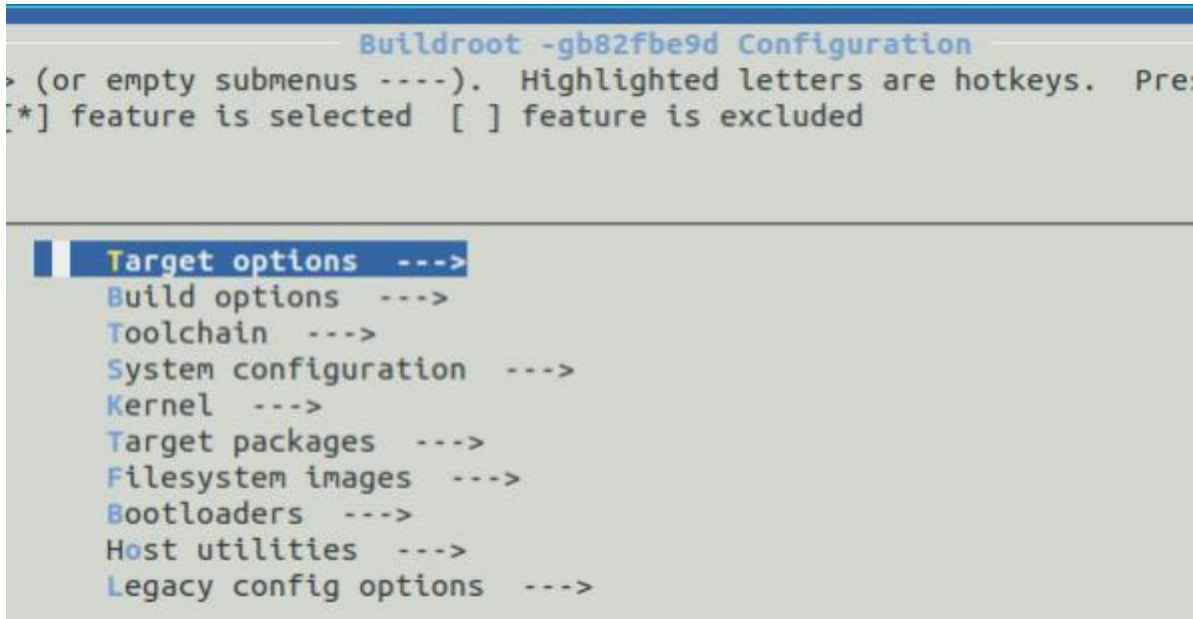 Buildroot -gb82fbe9d Configuration
> (or empty submenus ----).  Highlighted letters are hotkeys.  Pres
[*] feature is selected  [ ] feature is excluded
Target options  --->
Build options  --->
Toolchain  --->
System configuration  --->
Kernel  --->
Target packages  --->
Filesystem images  --->
Bootloaders  --->
Host utilities  --->
Legacy config options  --->